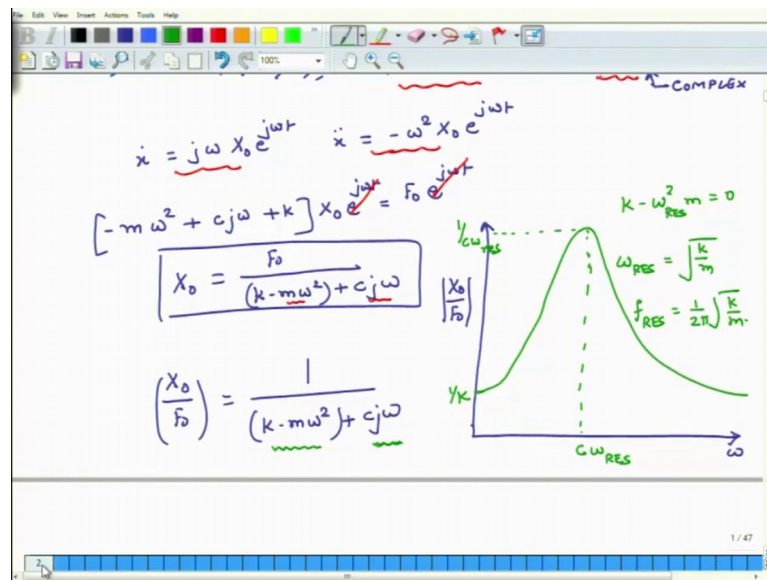 File Edit View Insert Actions Tools Help
100%
COMPLEX
ẋ = jω X₀ e^{jωt}   ẍ = -ω² X₀ e^{jωt}
[-mω² + cjω + k] X₀ e^{jωt} = F₀ e^{jωt}
X₀ = F₀ / ((k-mω²) + cjω)
(X₀/F₀) = 1 / ((k-mω²) + cjω)
k - ω²_RES m = 0
1/cω_RES
ω_RES = √(k/m)
|X₀/F₀|
f_RES = 1/2π √(k/m).
1/K
Cω_RES
ω
1 / 47
2